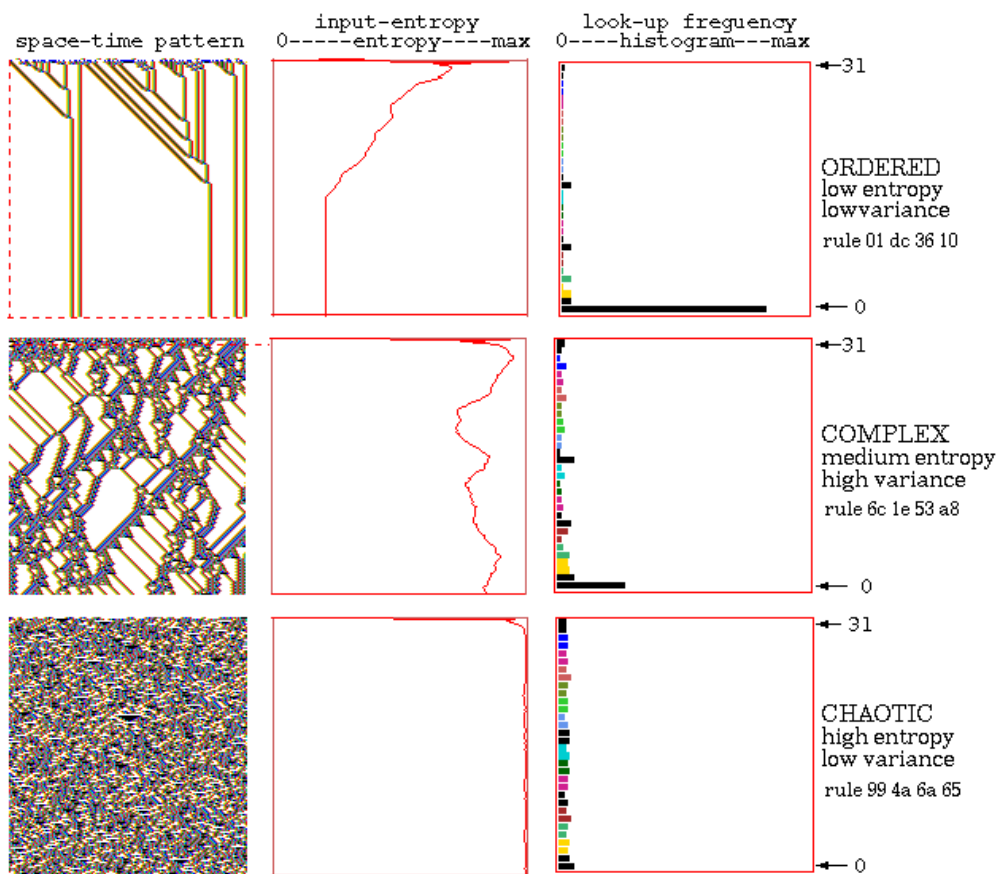 input-entropy
look-up freguency
space-time pattern
0------entropy-----max
0----histogram---max
31
ORDERED
low entropy
lowvariance
rule 01 dc 36 10
0
31
COMPLEX
medium entropy
high variance
rule 6c 1e 53 a8
0
31
CHAOTIC
high entropy
low variance
rule 99 4a 6a 65
0